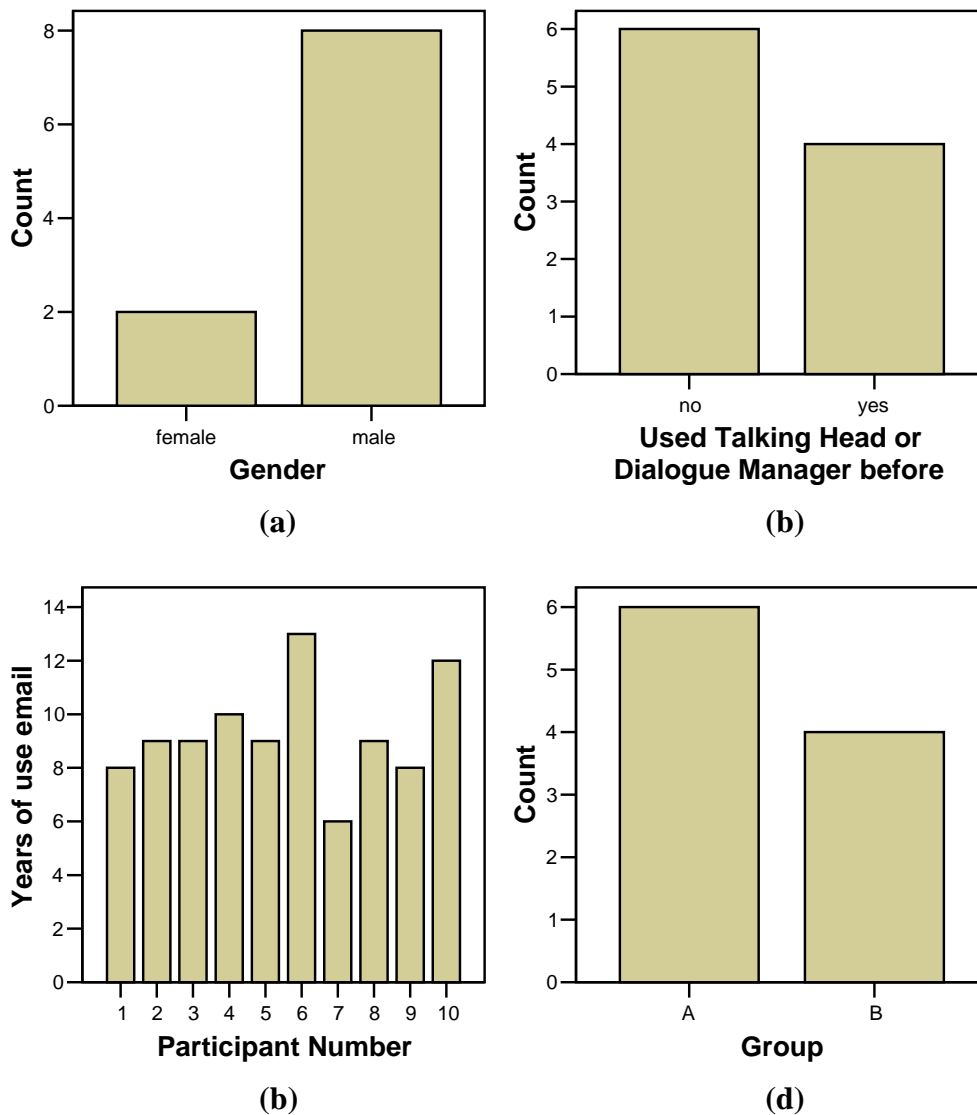 8
6
4
2
0
Count
female
male
Gender
(a)
6
5
4
3
2
1
0
Count
no
yes
Used Talking Head or
Dialogue Manager before
(b)
14
12
10
8
6
4
2
0
Years of use email
1 2 3 4 5 6 7 8 9 10
Participant Number
(b)
6
5
4
3
2
1
0
Count
A
B
Group
(d)